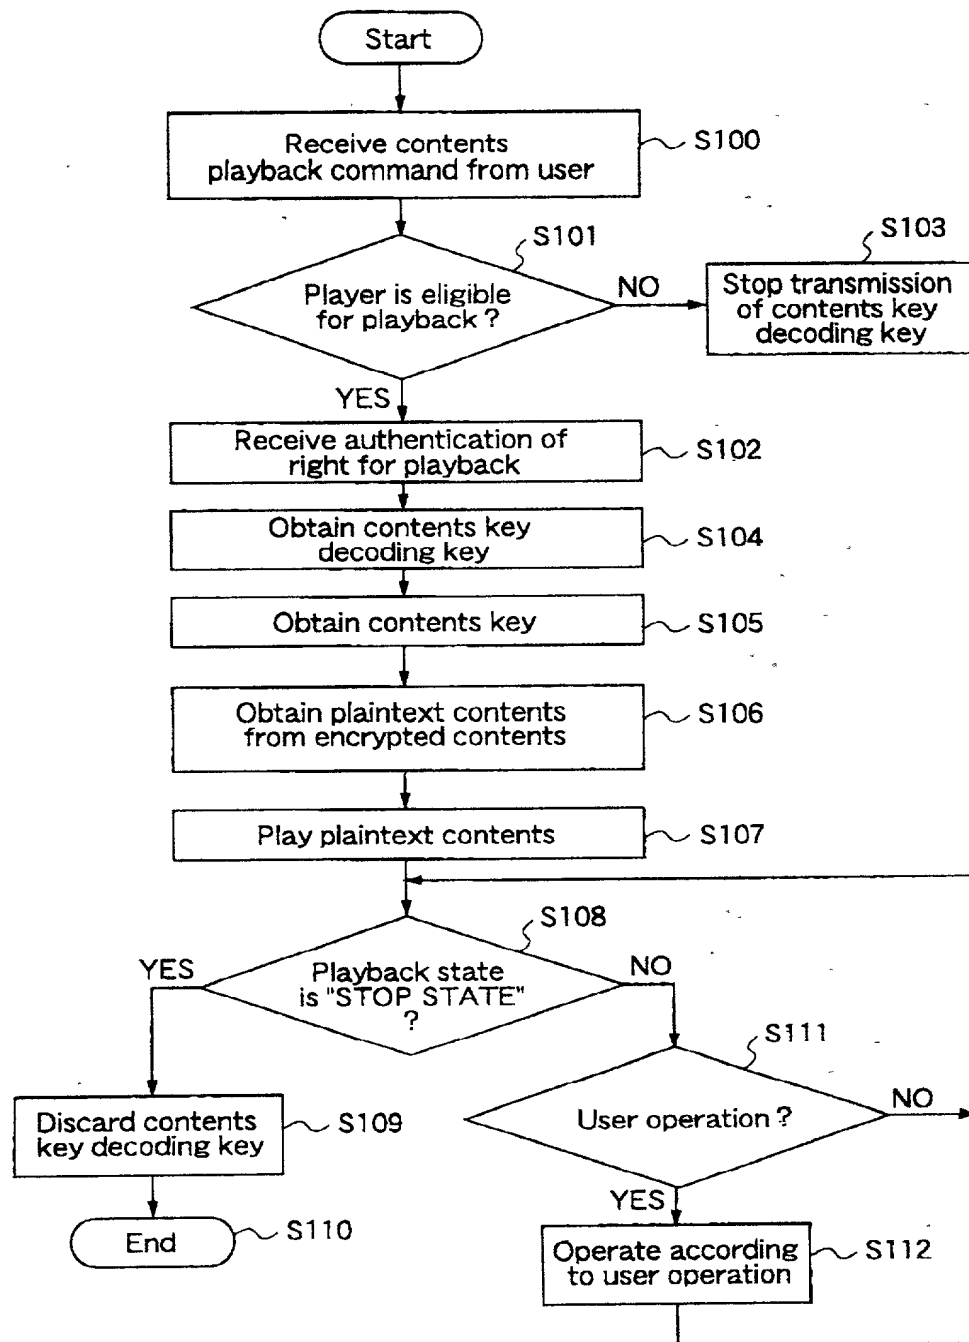 Start
Receive contents
playback command from user
S100
S101
Player is eligible
for playback ?
NO
S103
Stop transmission
of contents key
decoding key
YES
Receive authentication of
right for playback
S102
Obtain contents key
decoding key
S104
Obtain contents key
S105
Obtain plaintext contents
from encrypted contents
S106
Play plaintext contents
S107
S108
YES
Playback state
is "STOP STATE"
?
NO
S111
User operation ?
NO
Discard contents
key decoding key
S109
YES
End
S110
Operate according
to user operation
S112